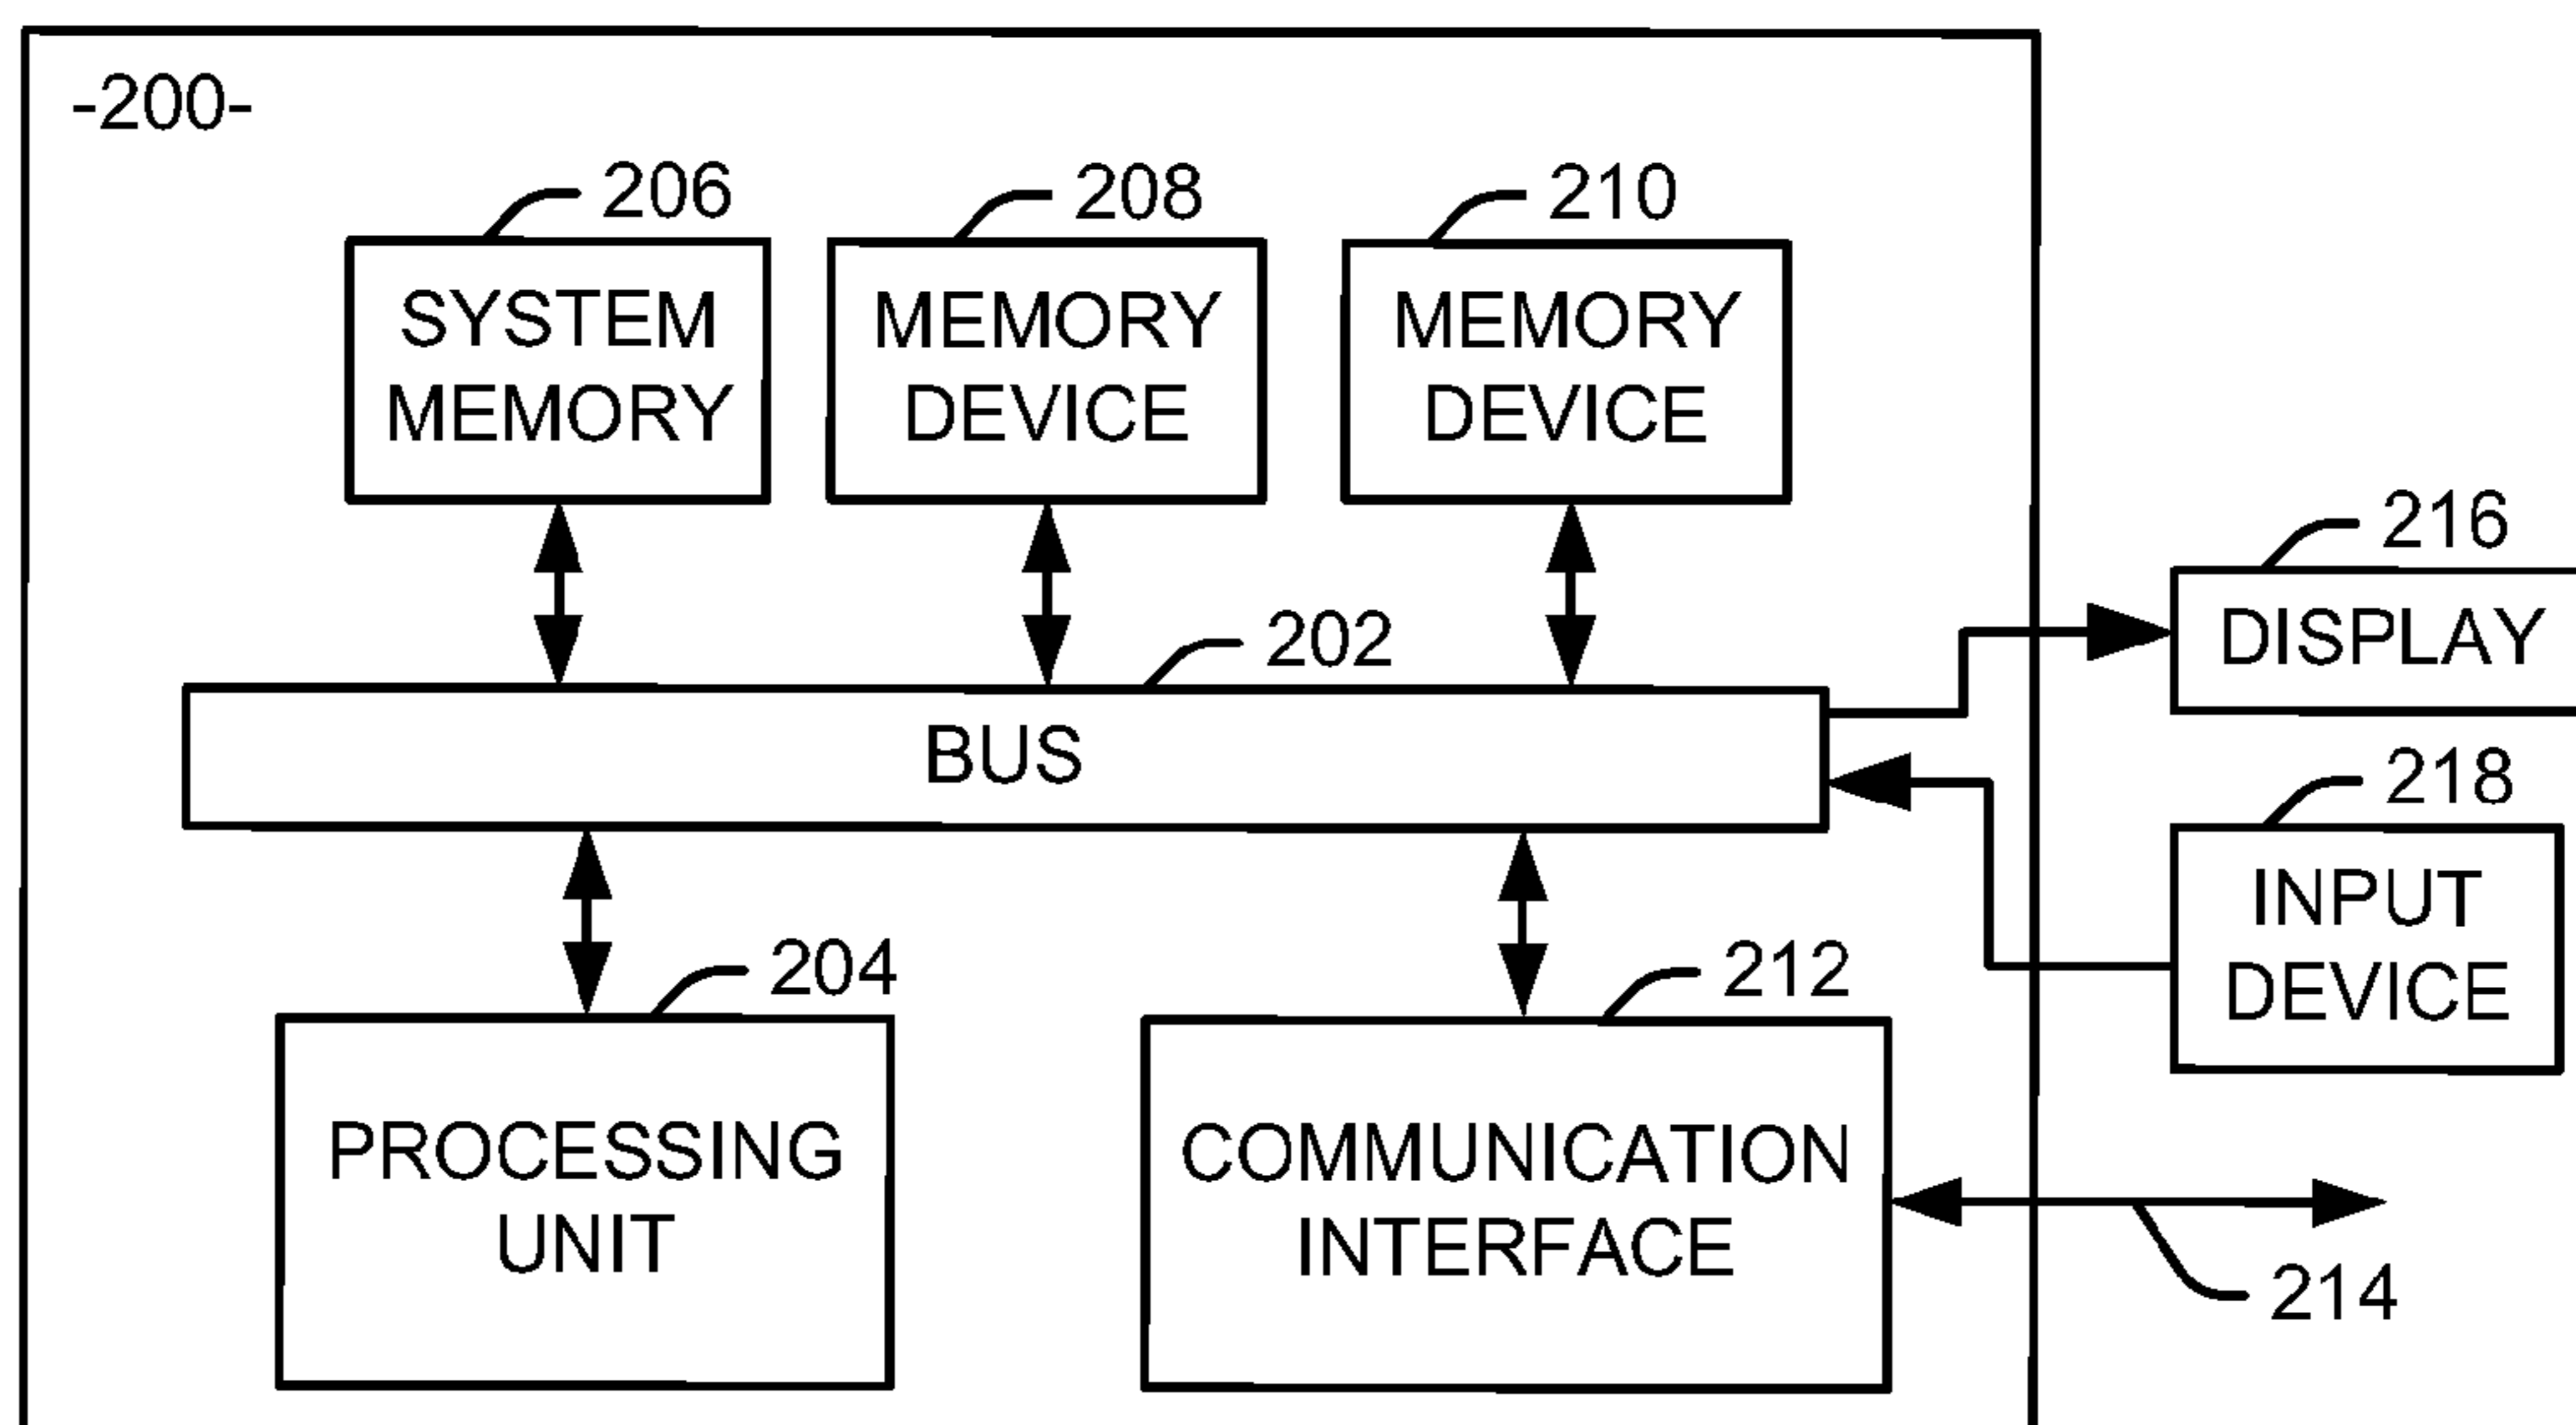 -200-
206
208
210
SYSTEM
MEMORY
MEMORY
DEVICE
MEMORY
DEVICE
216
DISPLAY
202
BUS
218
INPUT
DEVICE
204
212
PROCESSING
UNIT
COMMUNICATION
INTERFACE
214